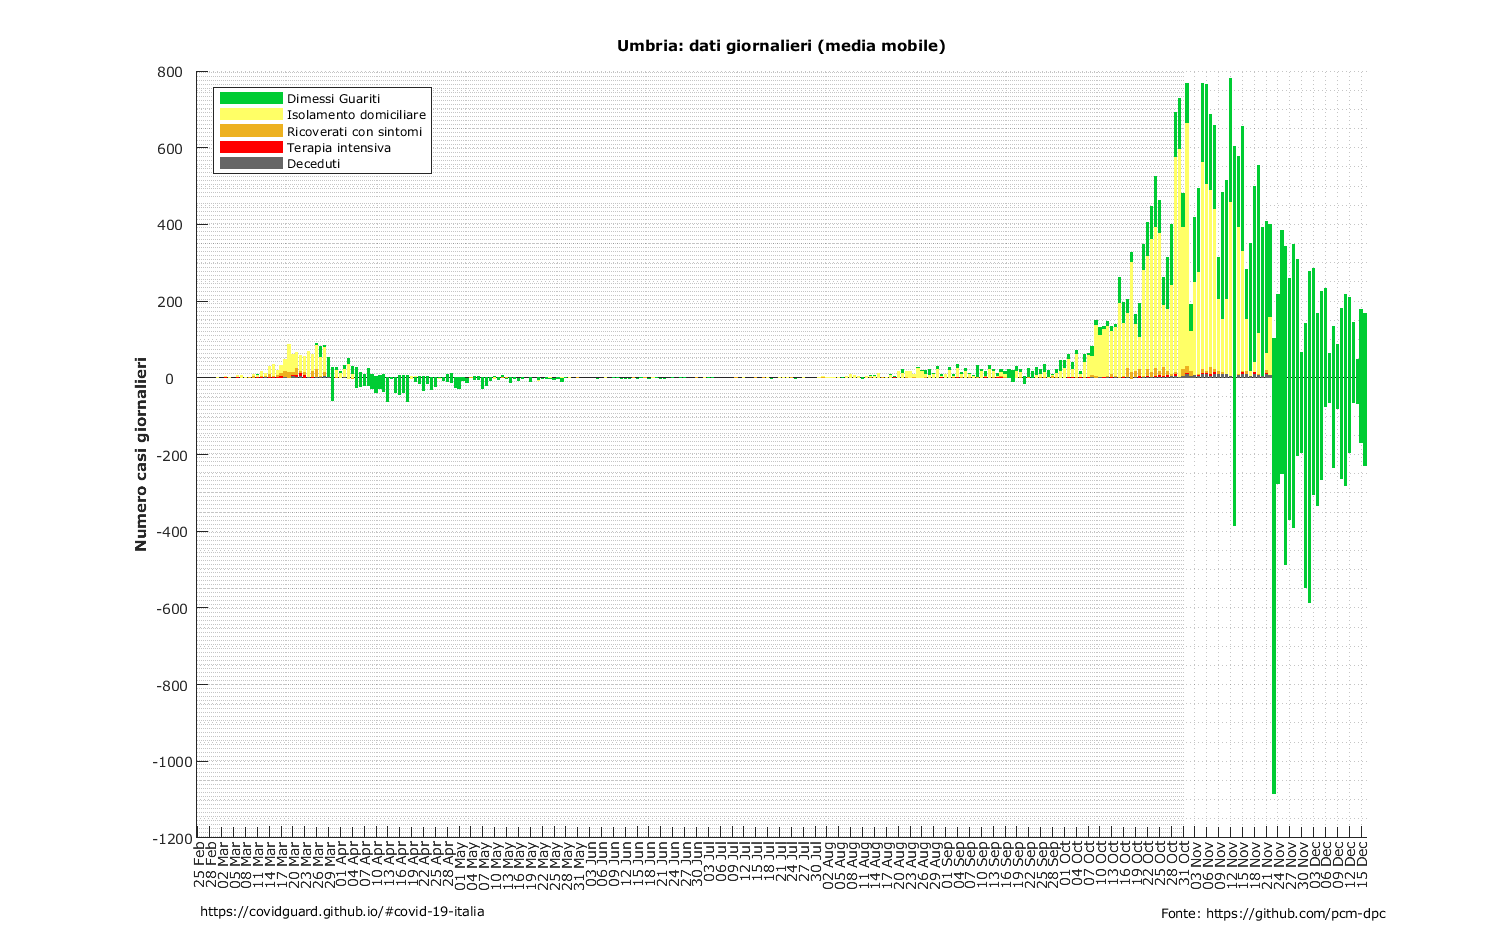 Umbria: dati giornalieri (media mobile)
Dimessi Guariti
Isolamento domiciliare
Ricoverati con sintomi
Terapia intensiva
Deceduti
Numero casi giornalieri
800
600
400
200
0
-200
-400
-600
-800
-1000
-1200
25 Feb
28 Feb
02 Mar
05 Mar
08 Mar
11 Mar
14 Mar
17 Mar
20 Mar
23 Mar
26 Mar
29 Mar
01 Apr
04 Apr
07 Apr
10 Apr
13 Apr
16 Apr
19 Apr
22 Apr
25 Apr
28 Apr
01 May
04 May
07 May
10 May
13 May
16 May
19 May
22 May
25 May
28 May
31 May
03 Jun
06 Jun
09 Jun
12 Jun
15 Jun
18 Jun
21 Jun
24 Jun
27 Jun
30 Jun
03 Jul
06 Jul
09 Jul
12 Jul
15 Jul
18 Jul
21 Jul
24 Jul
27 Jul
30 Jul
02 Aug
05 Aug
08 Aug
11 Aug
14 Aug
17 Aug
20 Aug
23 Aug
26 Aug
29 Aug
01 Sep
04 Sep
07 Sep
10 Sep
13 Sep
16 Sep
19 Sep
22 Sep
25 Sep
28 Sep
01 Oct
04 Oct
07 Oct
10 Oct
13 Oct
16 Oct
19 Oct
22 Oct
25 Oct
28 Oct
31 Oct
03 Nov
06 Nov
09 Nov
12 Nov
15 Nov
18 Nov
21 Nov
24 Nov
27 Nov
30 Nov
03 Dec
06 Dec
09 Dec
12 Dec
15 Dec
https://covidguard.github.io/#covid-19-italia
Fonte: https://github.com/pcm-dpc